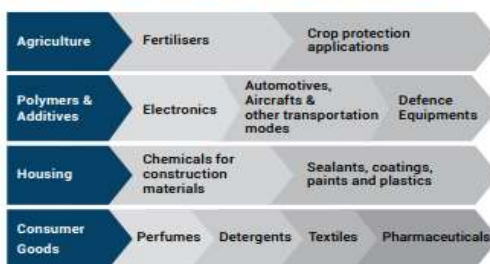 Agriculture
Fertilisers
Crop protection
applications
Polymers &
Additives
Electronics
Automotives,
Aircrafts &
other transportation
modes
Defence
Equipments
Housing
Chemicals for
construction
materials
Sealants, coatings,
paints and plastics
Consumer
Goods
Perfumes
Detergents
Textiles
Pharmaceuticals